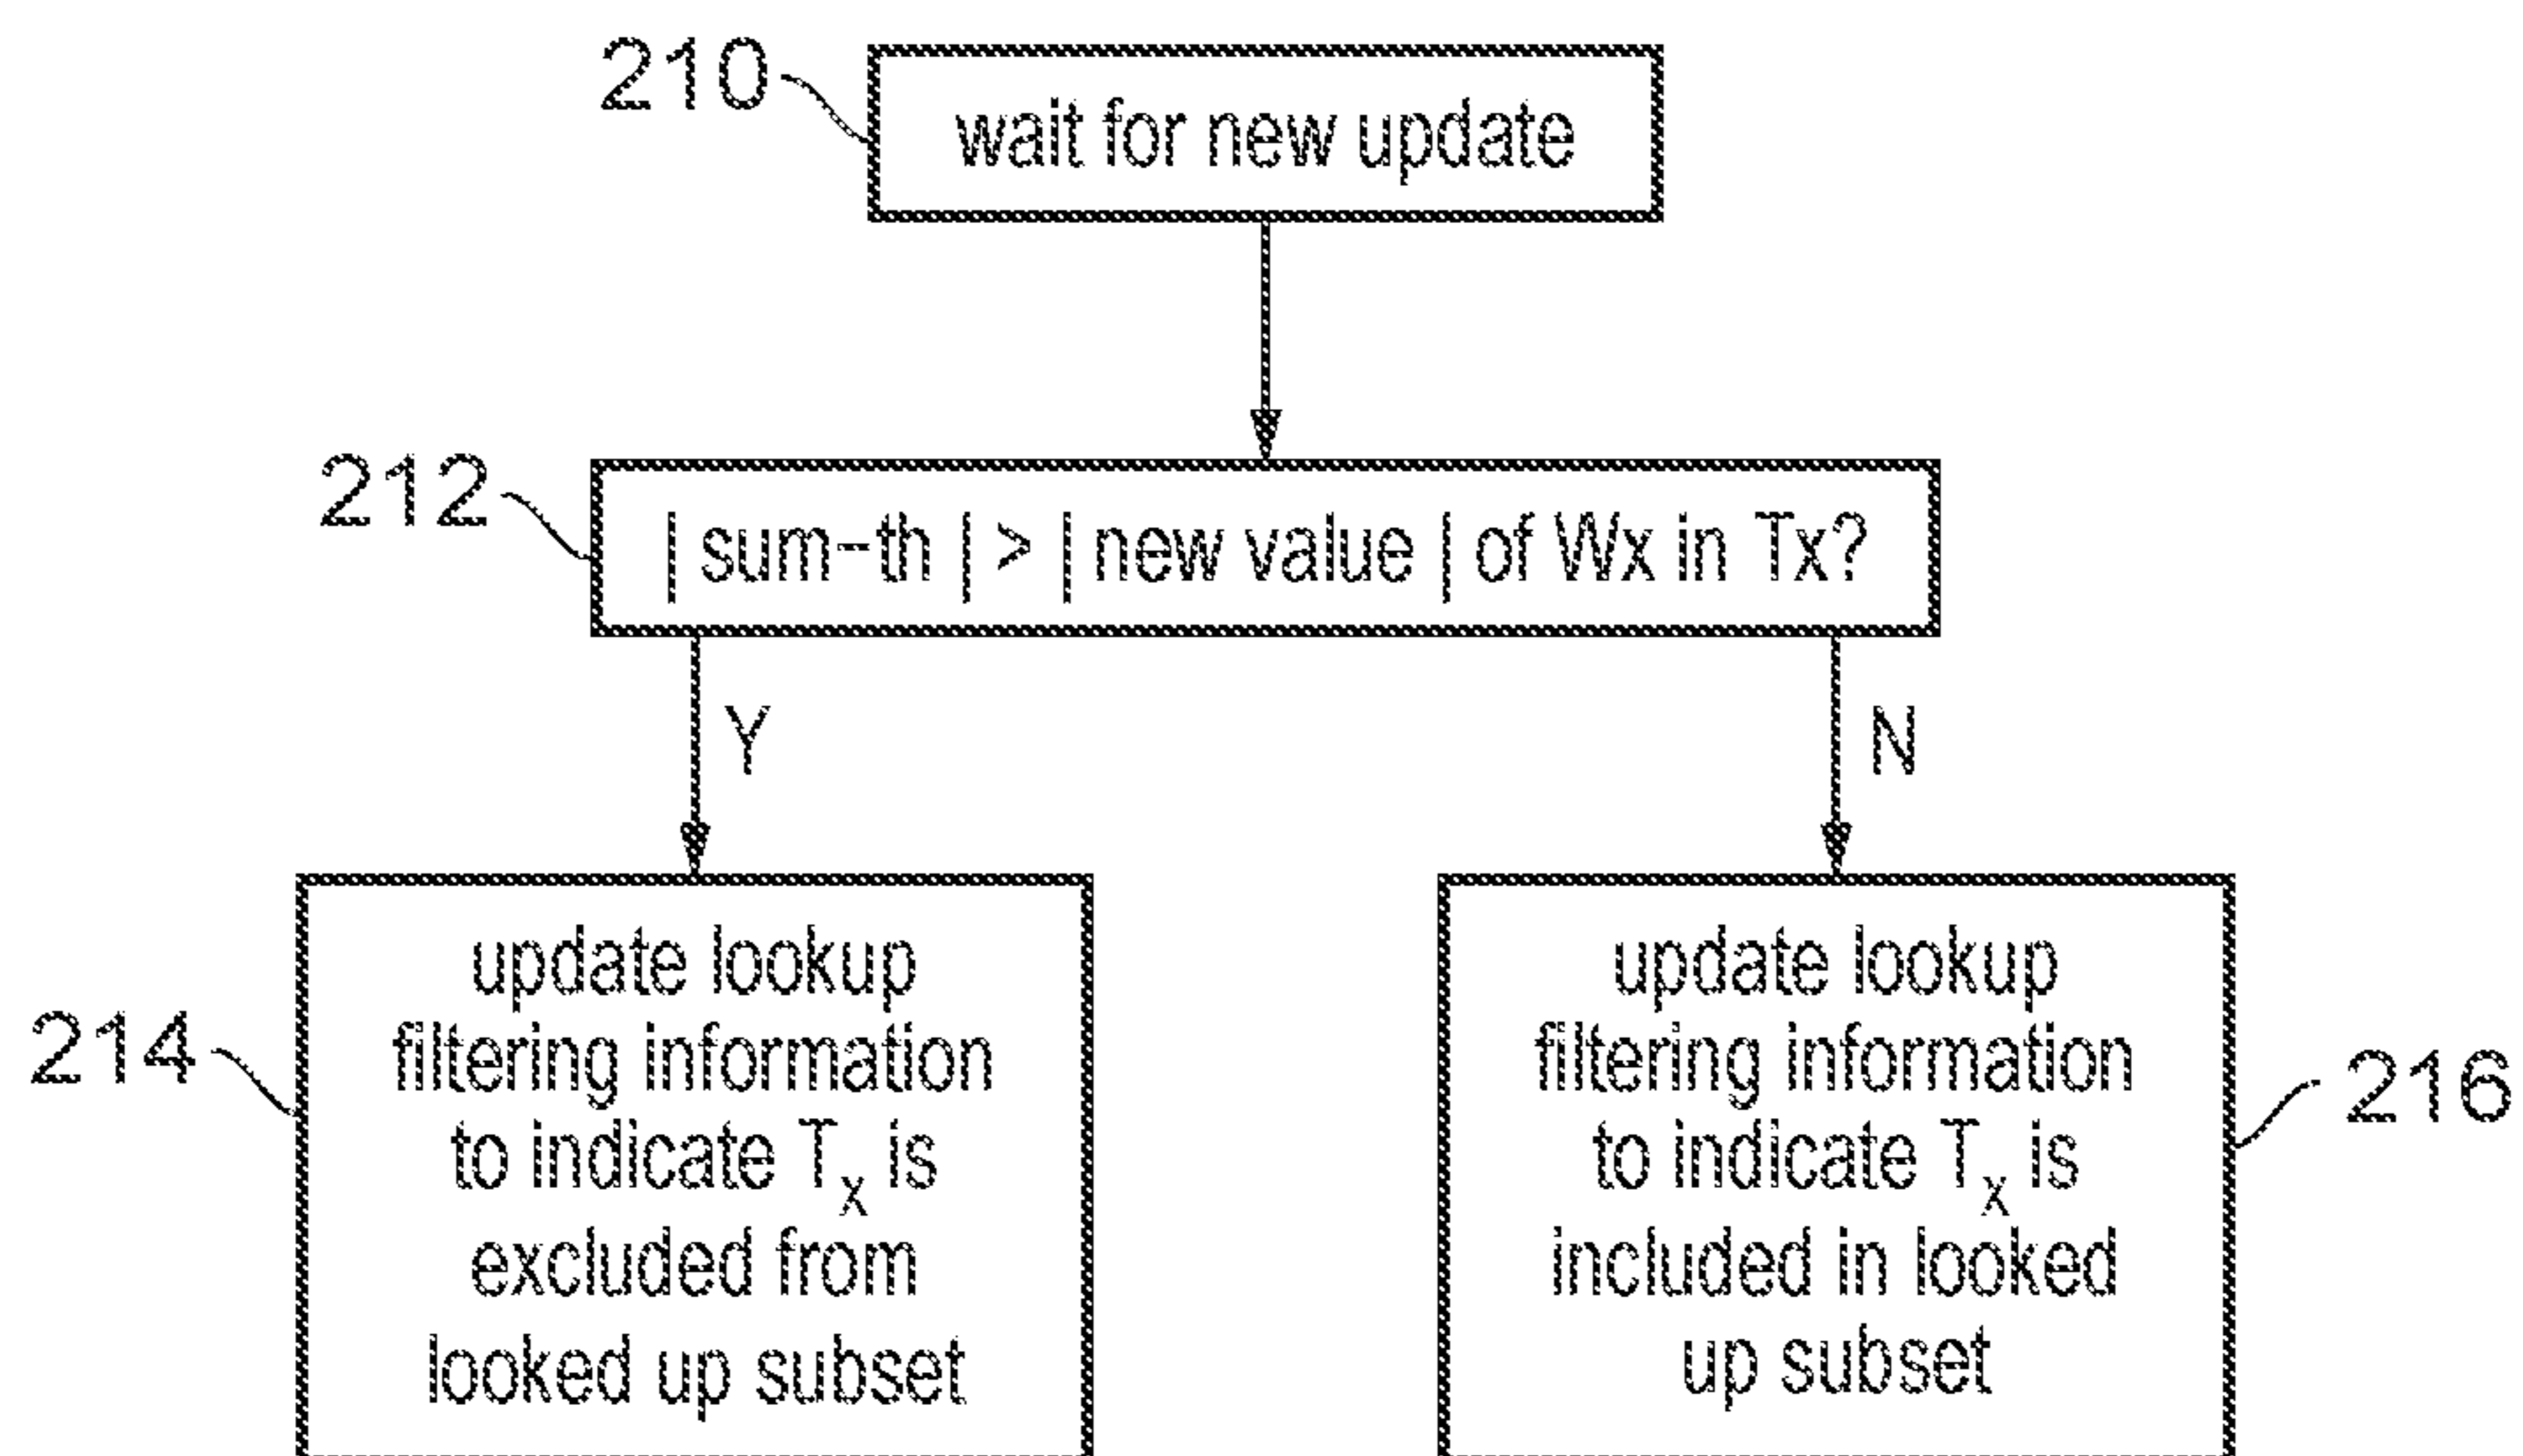 210
wait for new update
212
| sum-th | > | new value | of Wx in Tx?
Y
N
214
update lookup
filtering information
to indicate Tx is
excluded from
looked up subset
update lookup
filtering information
to indicate Tx is
included in looked
up subset
216